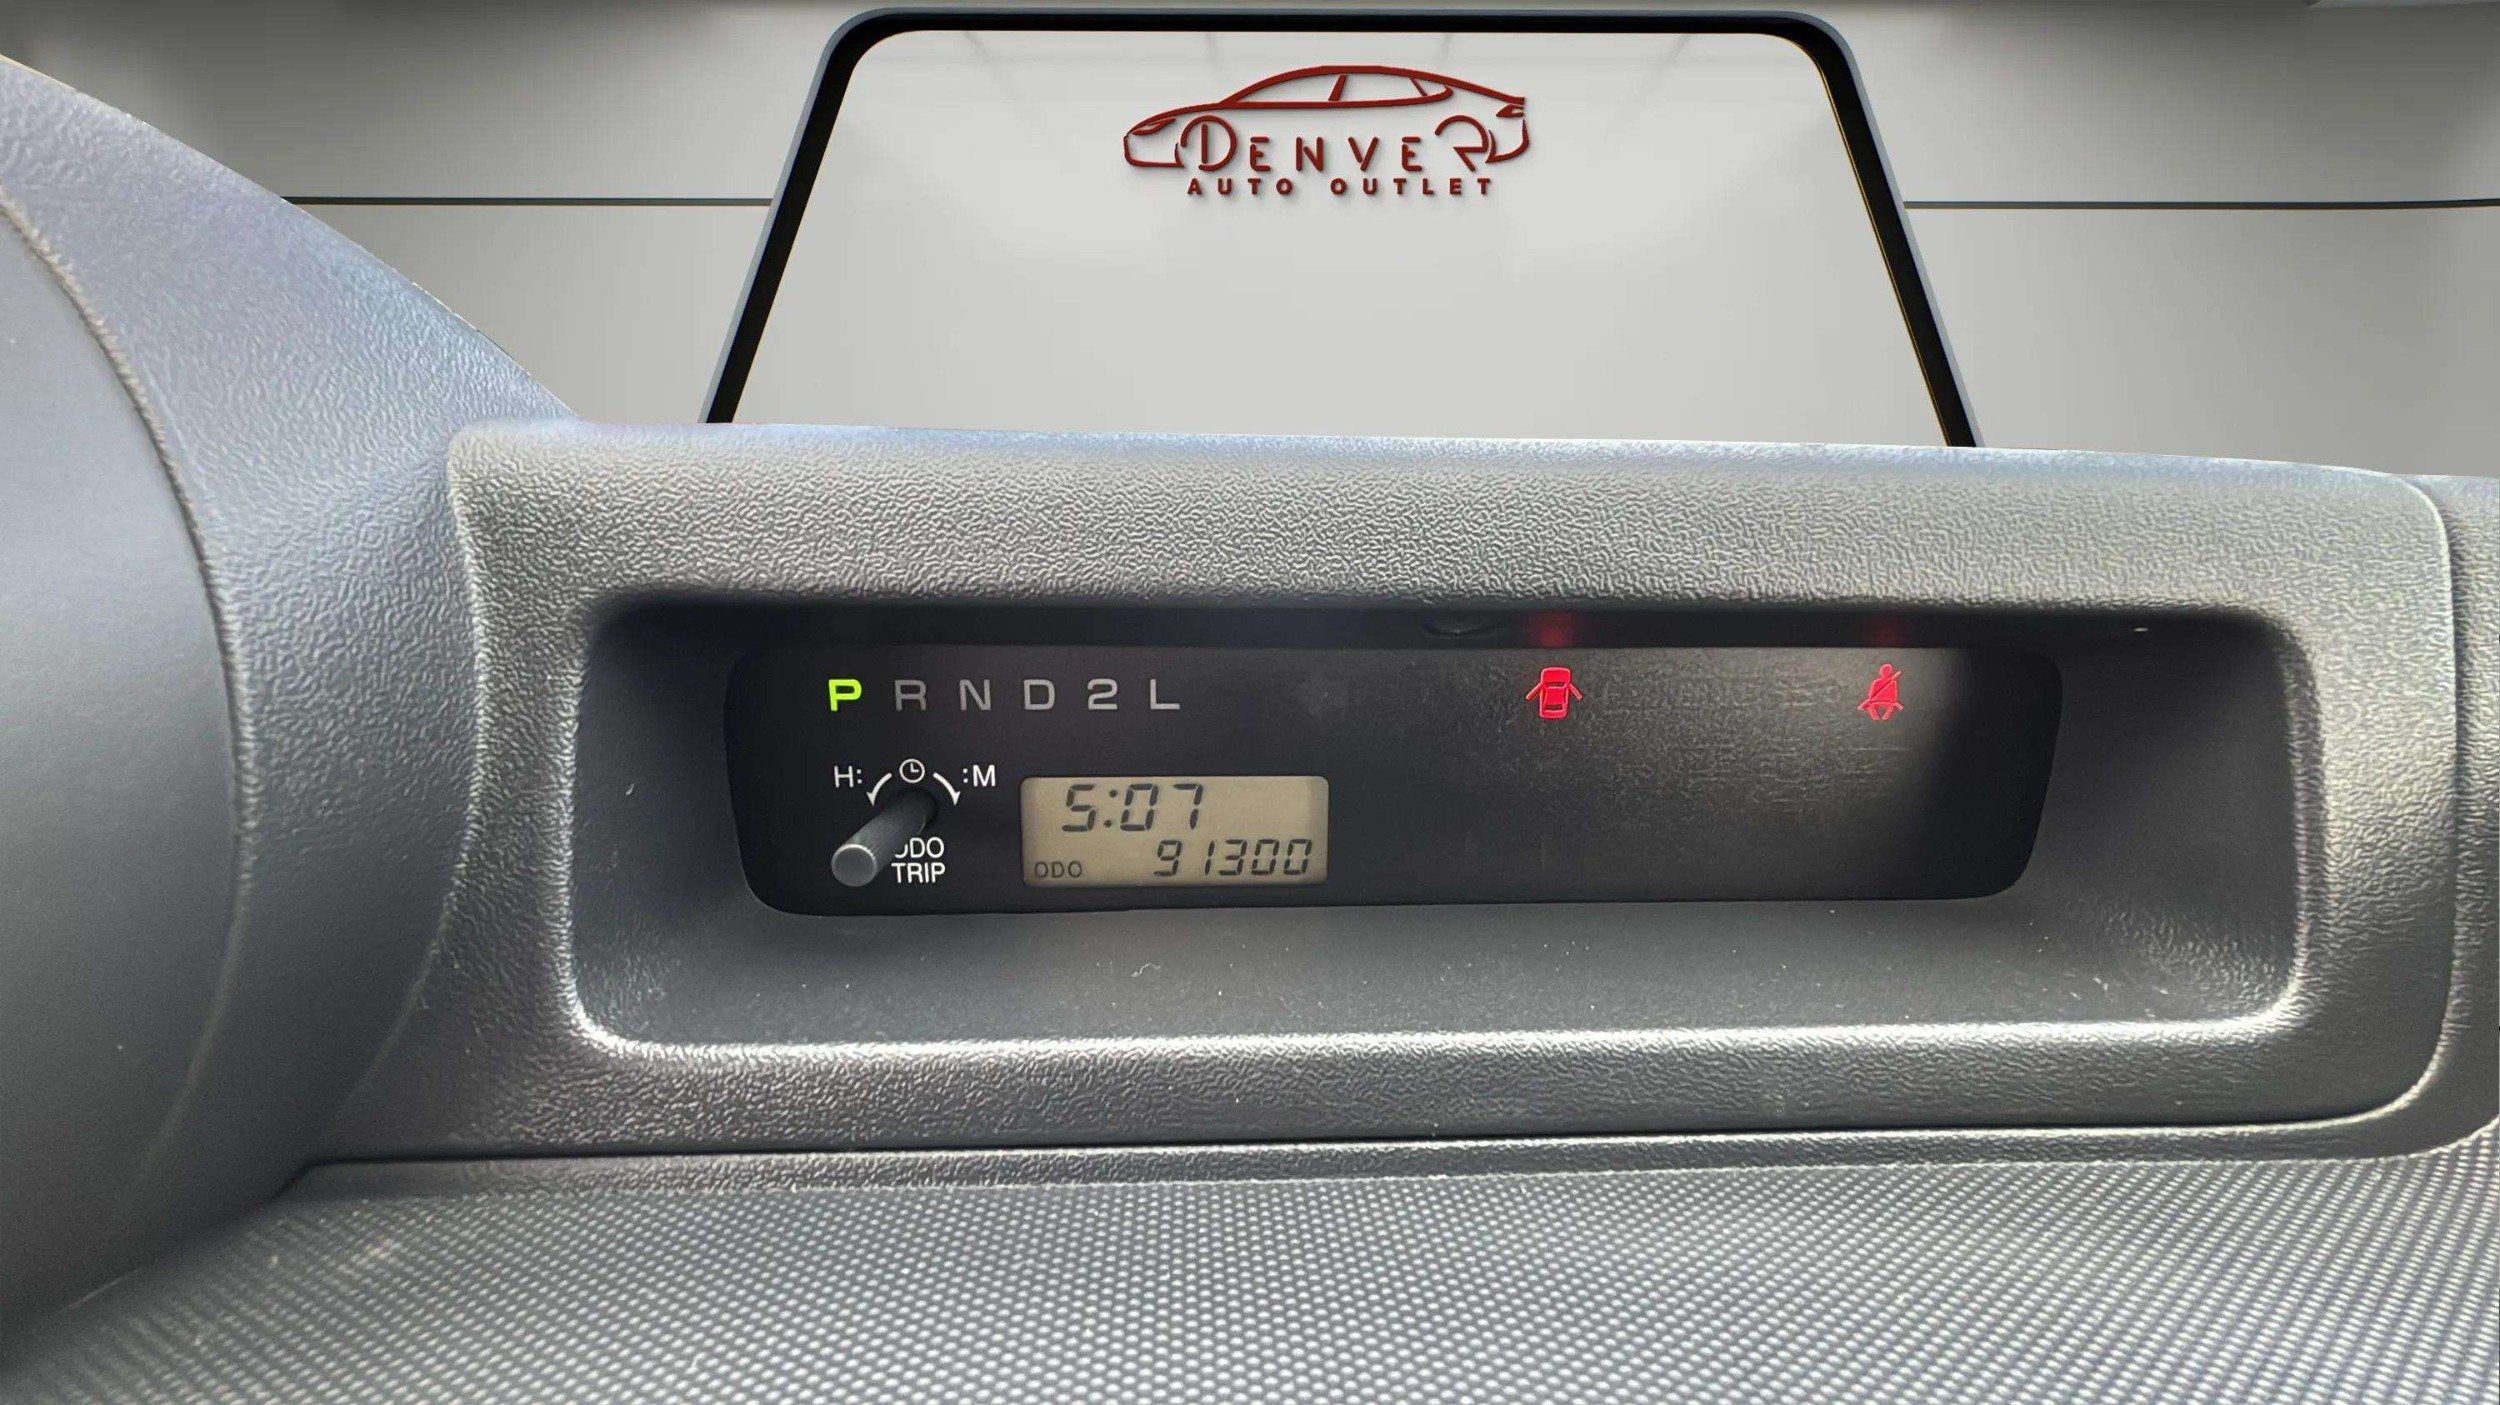 DENVER
AUTO OUTLET
P R N D 2 L
H: :M
5:07
ODO
TRIP
ODO 91300